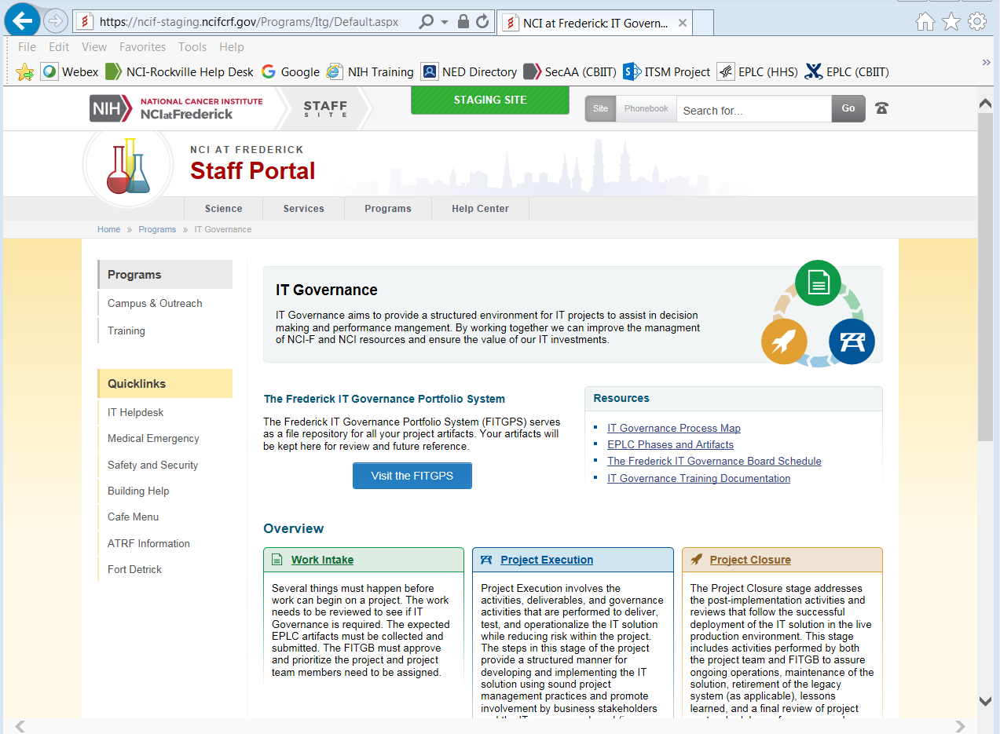 https://ncif-staging.ncifcrf.gov/Programs/Itg/Default.aspx
NCI at Frederick: IT Govern...
File Edit View Favorites Tools Help
Webex NCI-Rockville Help Desk Google NIH Training NED Directory SecAA (CBIIT) ITSM Project EPLC (HHS) EPLC (CBIIT)
NIH NATIONAL CANCER INSTITUTE
NCIatFrederick
STAFF
SITE
STAGING SITE
Site Phonebook Search for... Go
NCI AT FREDERICK
Staff Portal
Science Services Programs Help Center
Home » Programs » IT Governance
Programs
Campus & Outreach
Training
Quicklinks
IT Helpdesk
Medical Emergency
Safety and Security
Building Help
Cafe Menu
ATRF Information
Fort Detrick
IT Governance
IT Governance aims to provide a structured environment for IT projects to assist in decision
making and performance mangement. By working together we can improve the managment
of NCI-F and NCI resources and ensure the value of our IT investments.
The Frederick IT Governance Portfolio System
The Frederick IT Governance Portfolio System (FITGPS) serves
as a file repository for all your project artifacts. Your artifacts will
be kept here for review and future reference.
Visit the FITGPS
Resources
IT Governance Process Map
EPLC Phases and Artifacts
The Frederick IT Governance Board Schedule
IT Governance Training Documentation
Overview
Work Intake
Several things must happen before
work can begin on a project. The work
needs to be reviewed to see if IT
Governance is required. The expected
EPLC artifacts must be collected and
submitted. The FITGB must approve
and prioritize the project and project
team members need to be assigned.
Project Execution
Project Execution involves the
activities, deliverables, and governance
activities that are performed to deliver,
test, and operationalize the IT solution
while reducing risk within the project.
The steps in this stage of the project
provide a structured manner for
developing and implementing the IT
solution using sound project
management practices and promote
involvement by business stakeholders
Project Closure
The Project Closure stage addresses
the post-implementation activities and
reviews that follow the successful
deployment of the IT solution in the live
production environment. This stage
includes activities performed by both
the project team and FITGB to assure
ongoing operations, maintenance of the
solution, retirement of the legacy
system (as applicable), lessons
learned, and a final review of project